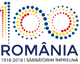 100
ROMÂNIA
1918-2018 | SĂRBĂTORIM ÎMPREUNĂ